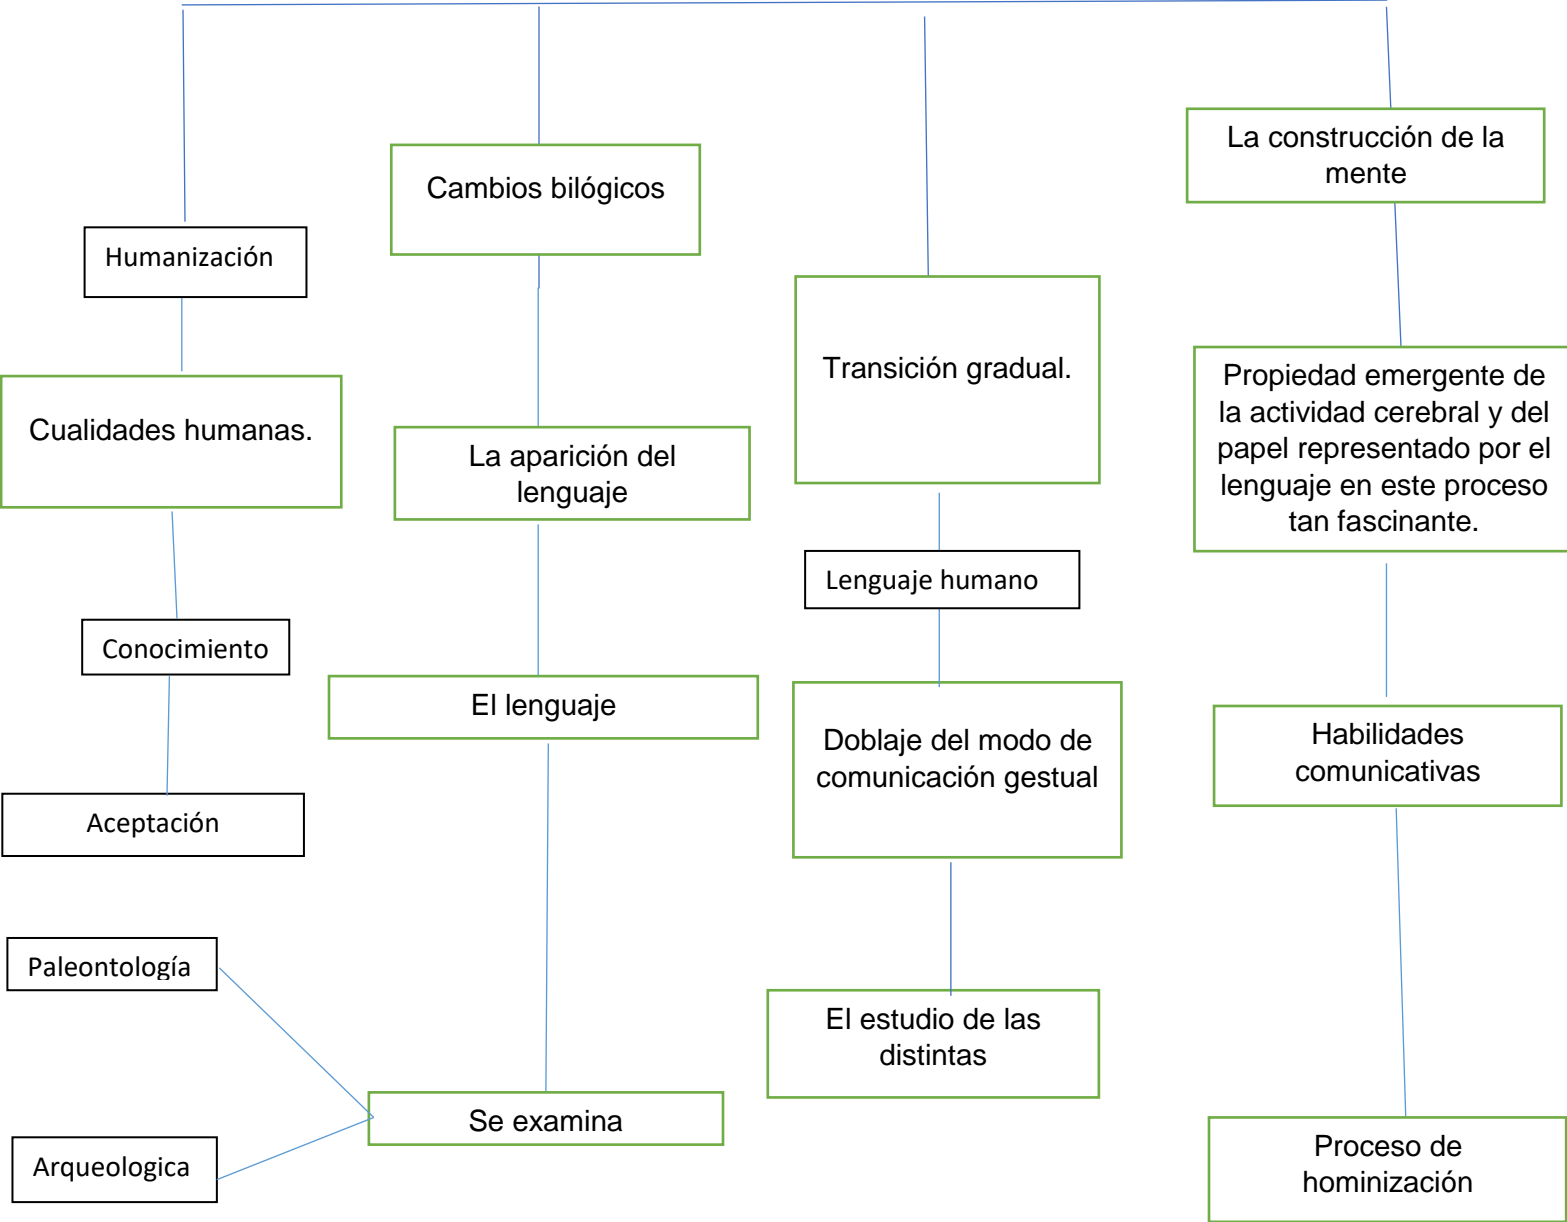 Humanización
Cualidades humanas.
Conocimiento
Aceptación
Cambios bilógicos
La aparición del
lenguaje
El lenguaje
Se examina
Paleontología
Arqueologica
Transición gradual.
Lenguaje humano
Doblaje del modo de
comunicación gestual
El estudio de las
distintas
La construcción de la
mente
Propiedad emergente de
la actividad cerebral y del
papel representado por el
lenguaje en este proceso
tan fascinante.
Habilidades
comunicativas
Proceso de
hominización